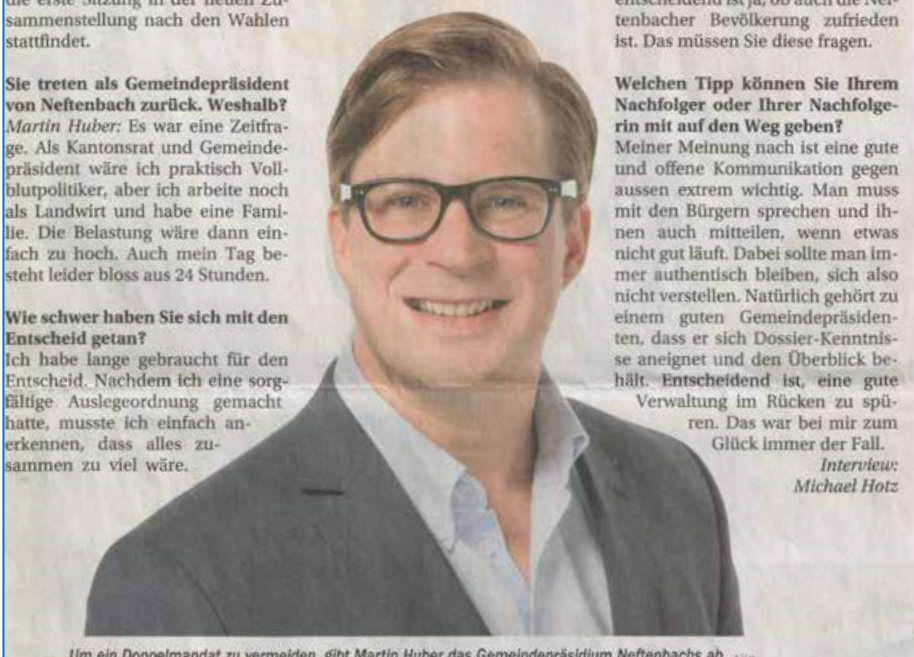 die erste Sitzung in der neuen Zu-
sammenstellung nach den Wahlen
stattfindet.
Sie treten als Gemeindepräsident
von Neftenbach zurück. Weshalb?
Martin Huber: Es war eine Zeitfra-
ge. Als Kantonsrat und Gemeinde-
präsident wäre ich praktisch Voll-
blutpolitiker, aber ich arbeite noch
als Landwirt und habe eine Fami-
lie. Die Belastung wäre dann ein-
fach zu hoch. Auch mein Tag be-
steht leider bloss aus 24 Stunden.
Wie schwer haben Sie sich mit den
Entscheid getan?
Ich habe lange gebraucht für den
Entscheid. Nachdem ich eine sorg-
fältige Auslegeordnung gemacht
hatte, musste ich einfach an-
erkennen, dass alles zu-
sammen zu viel wäre.
entscheidend ist ja, ob auch die Nef-
tenbacher Bevölkerung zufrieden
ist. Das müssen Sie diese fragen.
Welchen Tipp können Sie Ihrem
Nachfolger oder Ihrer Nachfolge-
rin mit auf den Weg geben?
Meiner Meinung nach ist eine gute
und offene Kommunikation gegen
aussen extrem wichtig. Man muss
mit den Bürgern sprechen und ih-
nen auch mitteilen, wenn etwas
nicht gut läuft. Dabei sollte man im-
mer authentisch bleiben, sich also
nicht verstellen. Natürlich gehört zu
einem guten Gemeindepräsiden-
ten, dass er sich Dossier-Kenntnis-
se aneignet und den Überblick be-
hält. Entscheidend ist, eine gute
Verwaltung im Rücken zu spü-
ren. Das war bei mir zum
Glück immer der Fall.
Interview:
Michael Hotz
Um ein Doppelmandat zu vermeiden, gibt Martin Huber das Gemeindepräsidium Neftenbachs ab.